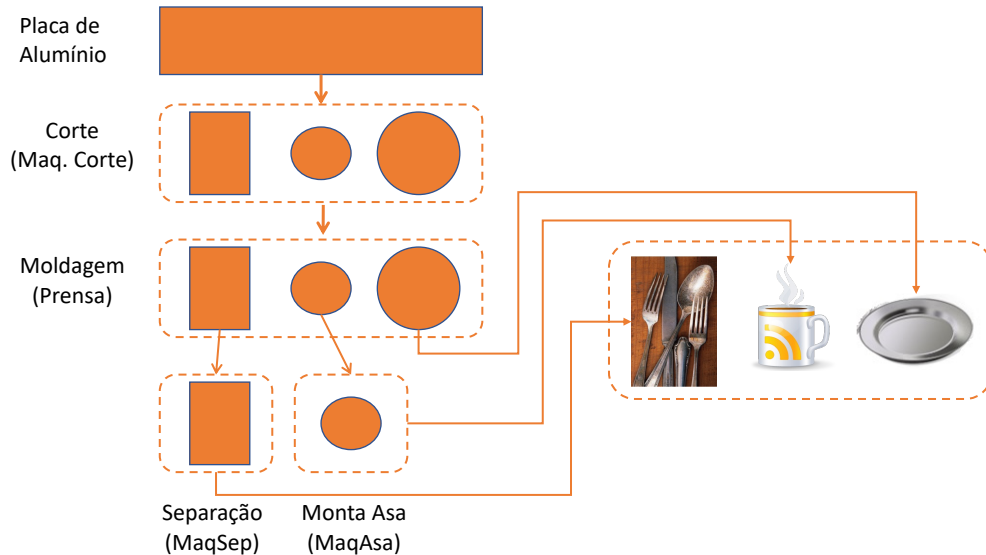 Placa de
Alumínio
Corte
(Maq. Corte)
Moldagem
(Prensa)
Separação
(MaqSep)
Monta Asa
(MaqAsa)